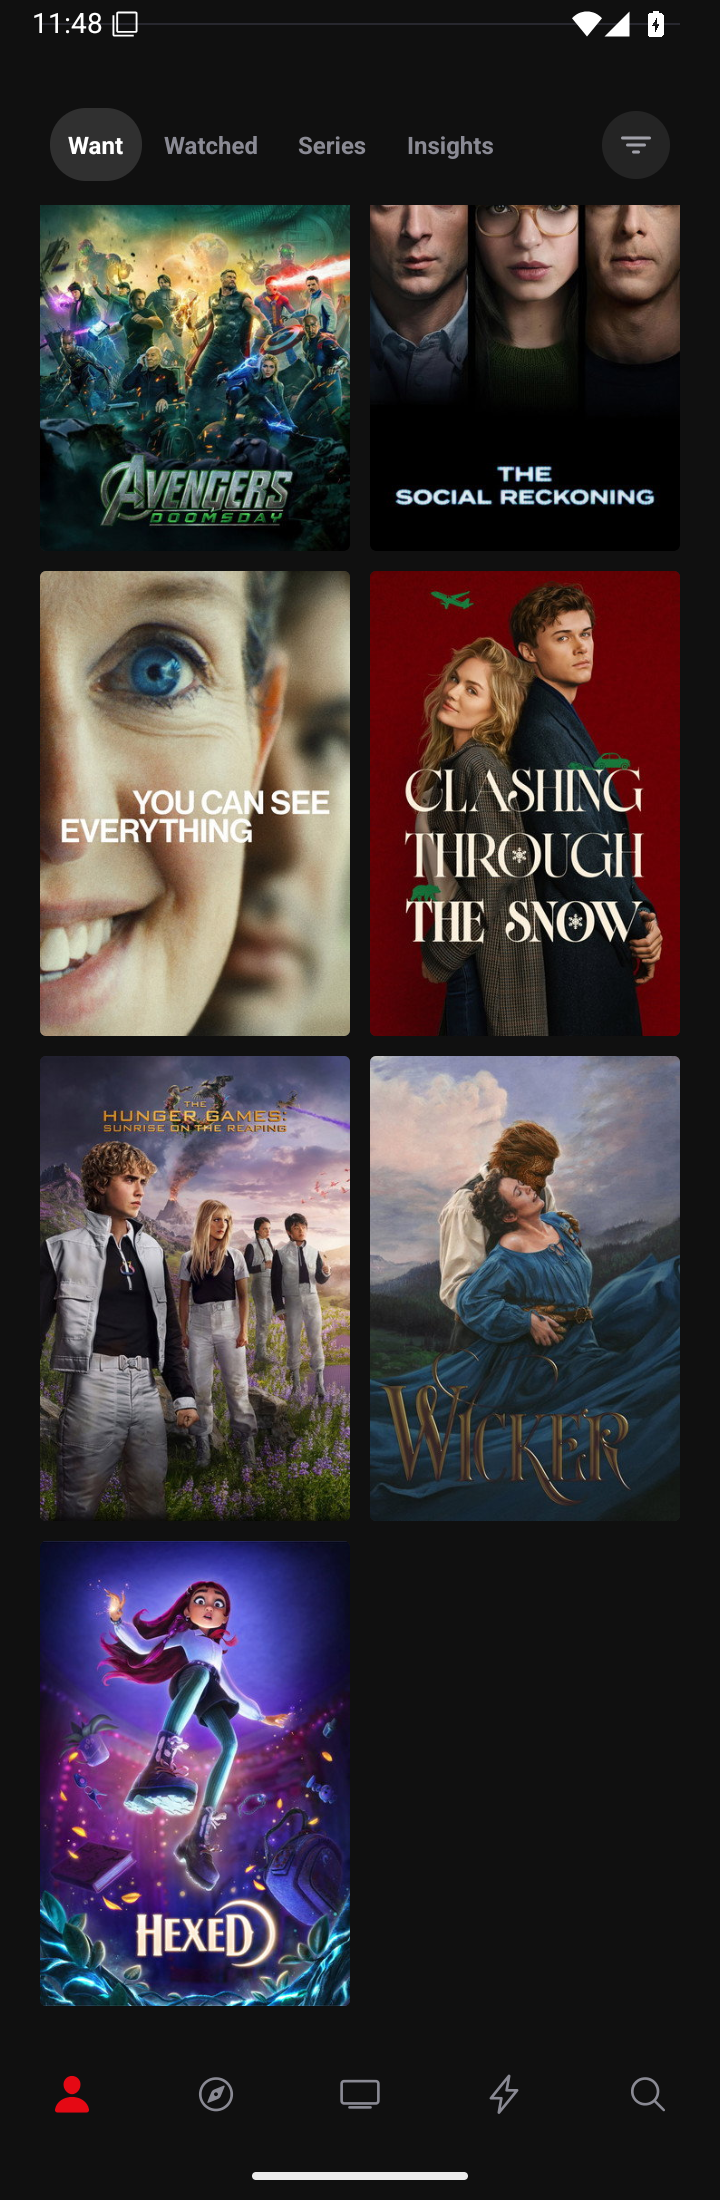 11:48
Want
Watched
Series
Insights
AVENGERS
DOOMSDAY
THE
SOCIAL RECKONING
YOU CAN SEE
EVERYTHING
CLASHING
THROUGH
THE SNOW
THE
HUNGER GAMES:
SUNRISE ON THE REAPING
WICKER
HEXED